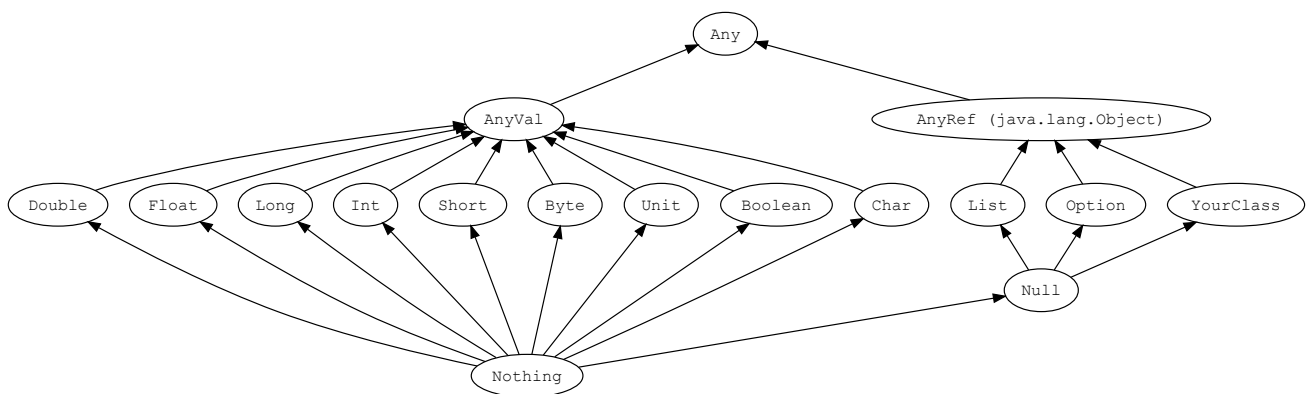 Any
AnyVal
AnyRef (java.lang.Object)
Double
Float
Long
Int
Short
Byte
Unit
Boolean
Char
List
Option
YourClass
Null
Nothing